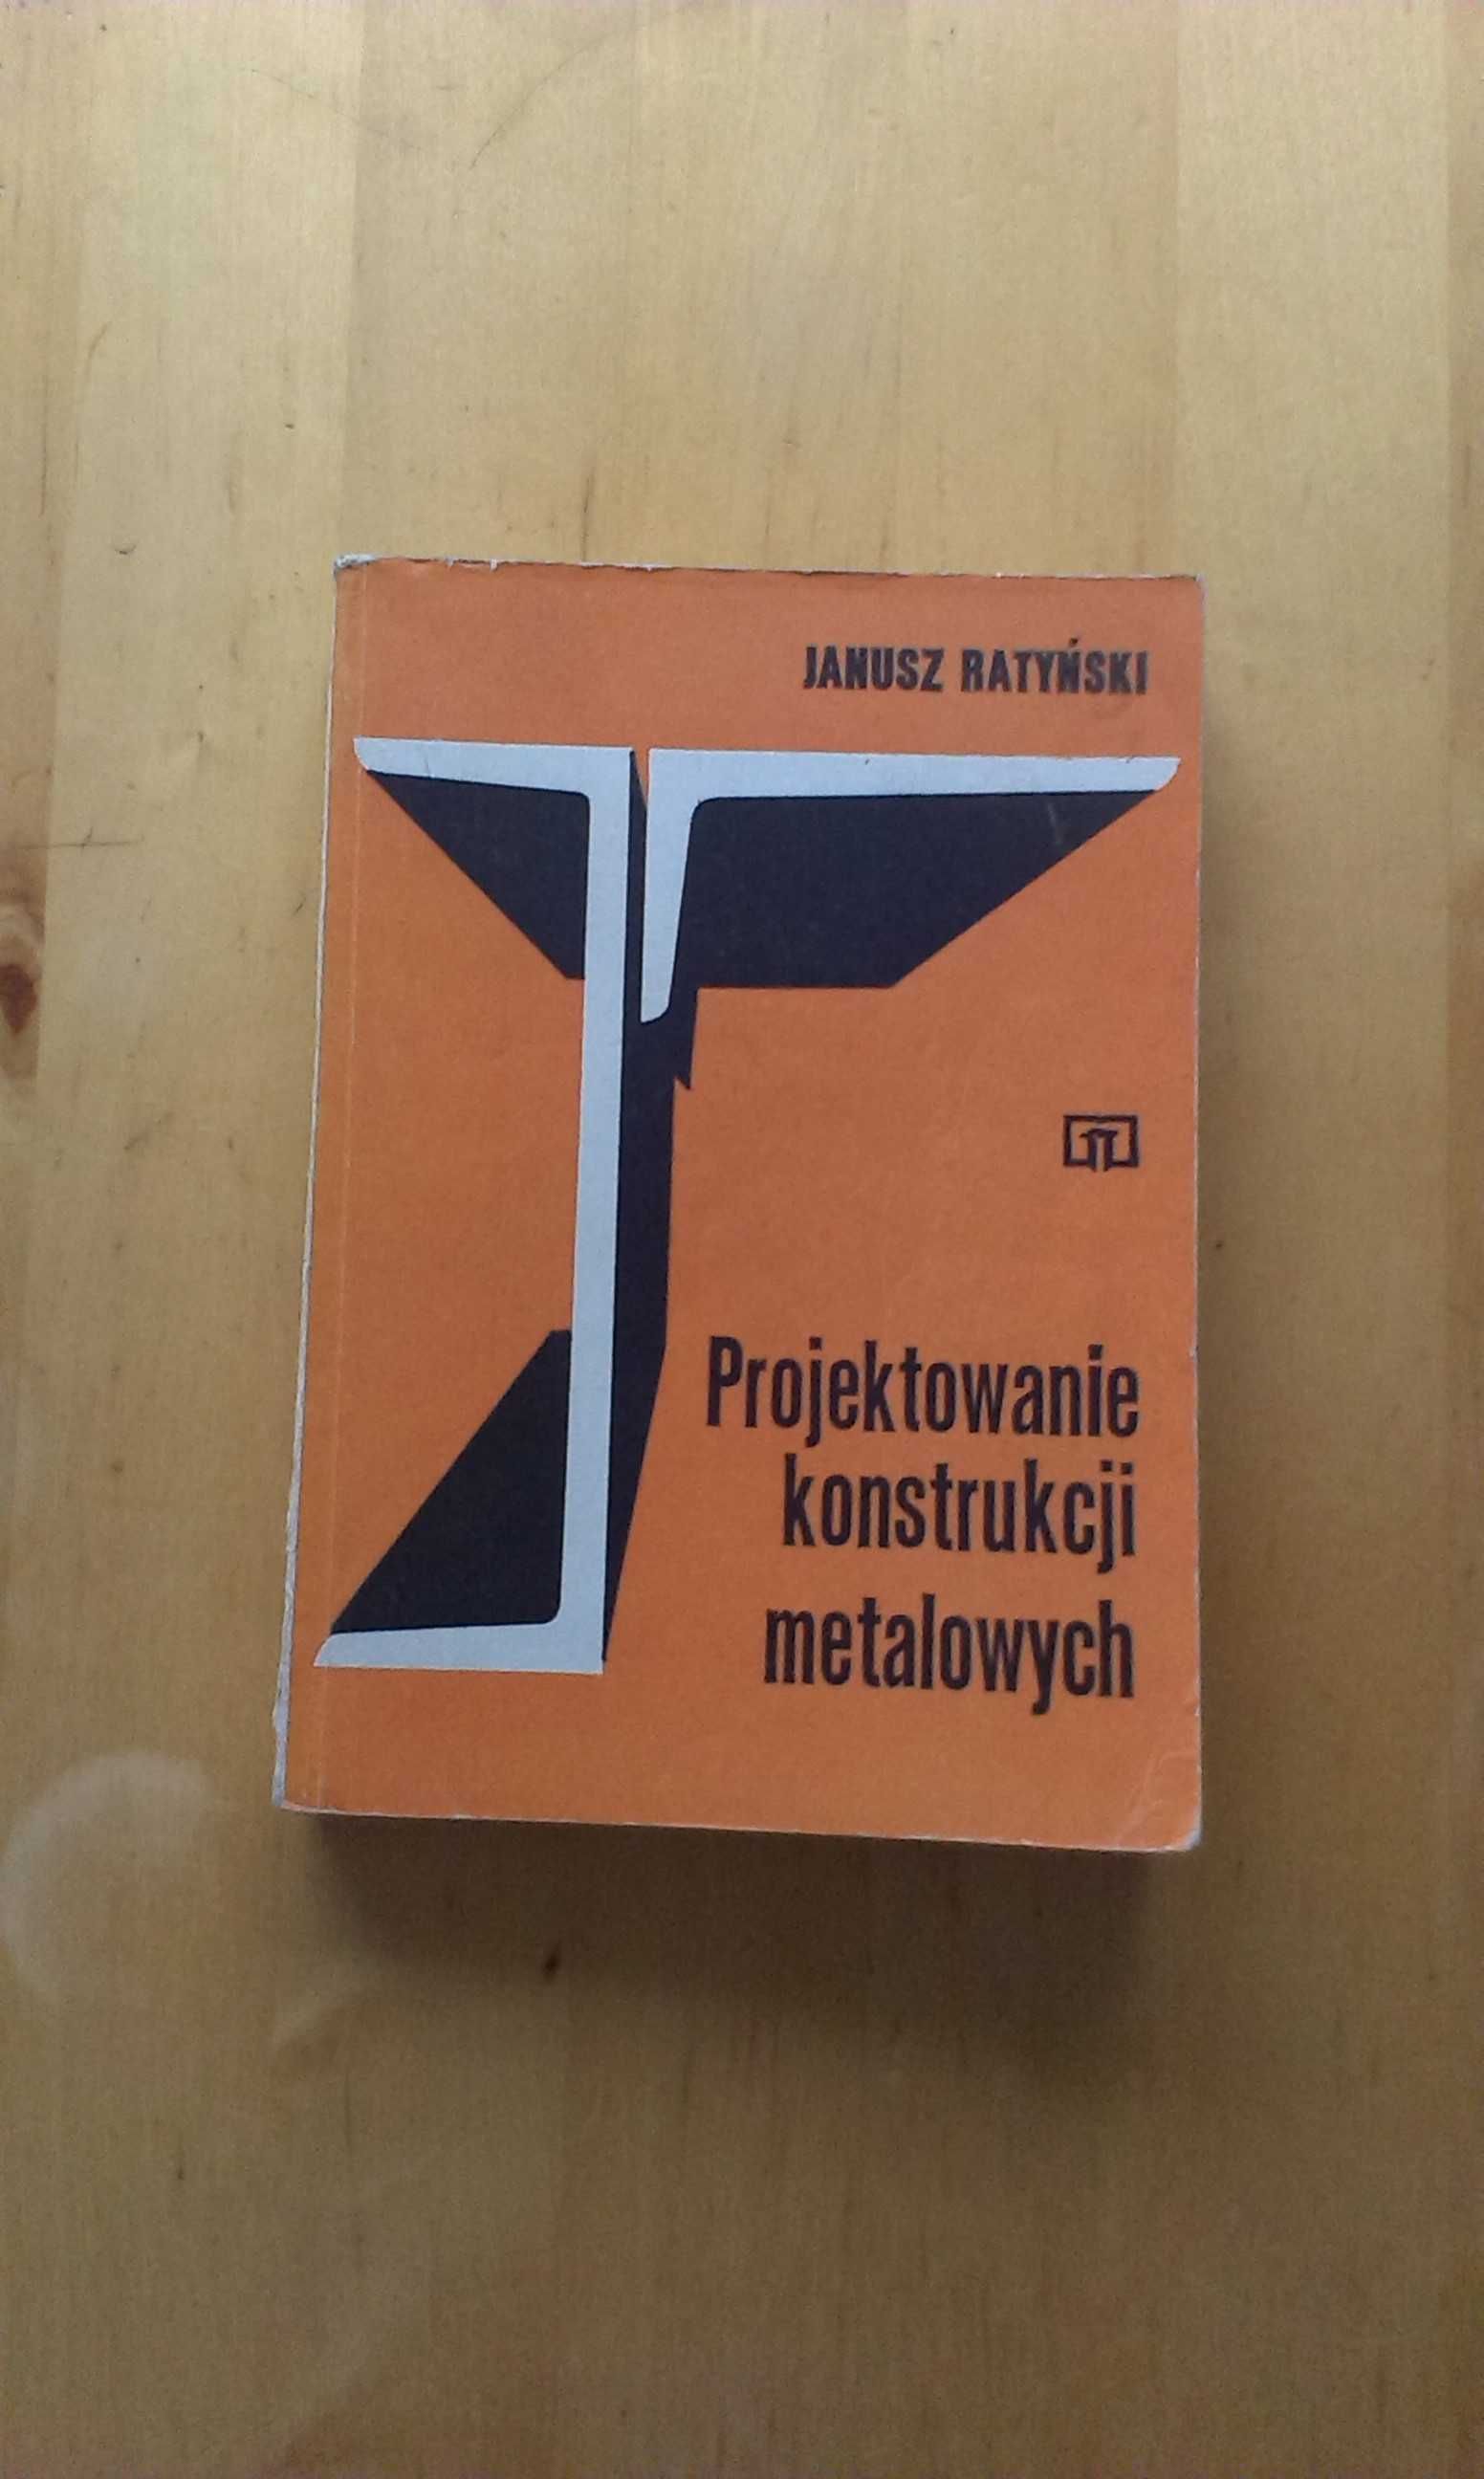 JANUSZ RATYŃSKI
Projektowanie
konstrukcji
metalowych